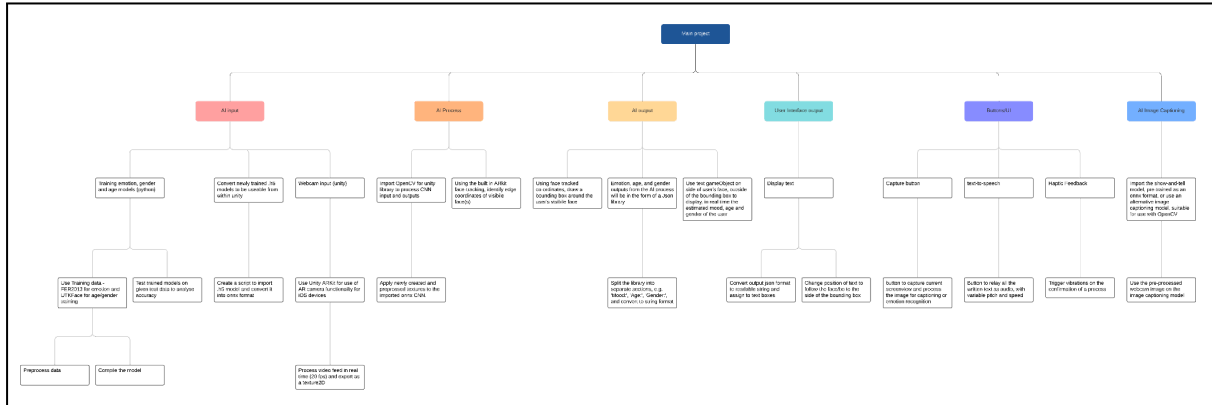 Main project
AI input
AI Process
AI output
User Interface output
Buttons/UI
AI Image Captioning
Training emotion, gender
and age models (python)
Convert newly trained .h5
models to be useable from
within unity
Webcam input (unity)
Import OpenCV for unity
library to process CNN
input and outputs
Using the built in ARKit
face tracking, identify edge
coordinates of visible
face(s)
Using face tracked
co-ordinates, draw a
bounding box around the
user's visible face
Emotion, age, and gender
outputs from the AI process
will be in the form of a Json
library
Use text gameObject on
side of user's face, outside
of the bounding box to
display, in real time the
estimated mood, age and
gender of the user
Display text
Capture button
text-to-speech
Haptic Feedback
Import the show-and-tell
model, pre trained as an
onnx format, or use an
alternative image
captioning model, suitable
for use with OpenCV
Use Training data -
FER2013 for emotion and
UTKFace for age/gender
training
Test trained models on
given test data to analyse
accuracy
Create a script to import
.h5 model and convert it
into onnx format
Use Unity ARKit for use of
AR camera functionality for
iOS devices
Apply newly created and
preprocessed textures to the
imported onnx CNN.
Split the library into
separate sections, e.g.
"Mood:", "Age:", "Gender:",
and convert to string format
Convert output json format
to readable string and
assign to text boxes
Change position of text to
follow the face/to to the
side of the bounding box
button to capture current
screenview and process
the image for captioning or
emotion recognition
Button to relay all the
written text as audio, with
variable pitch and speed
Trigger vibrations on the
confirmation of a process
Use the pre-processed
webcam image on the
image captioning model
Preprocess data
Compile the model
Process video feed in real
time (20 fps) and export as
a texture2D